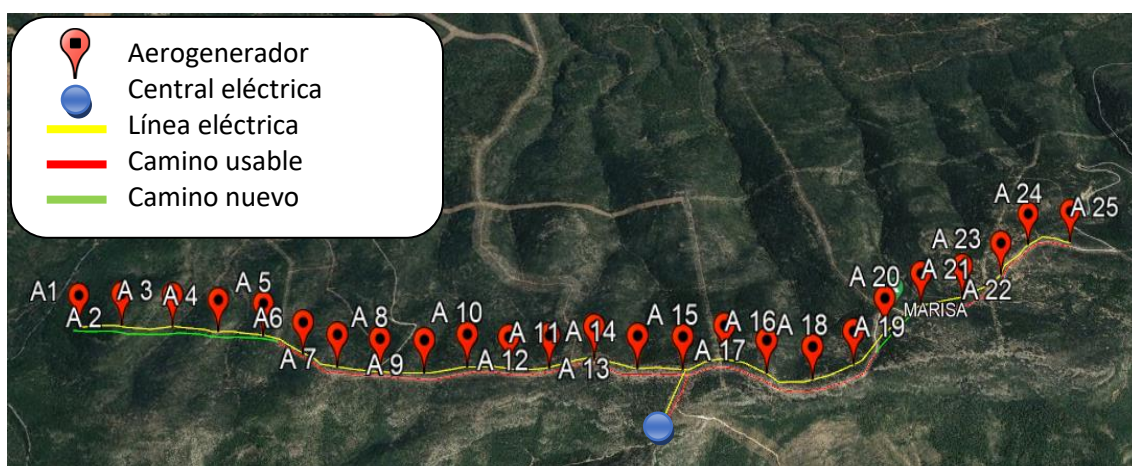 Aerogenerador
Central eléctrica
Línea eléctrica
Camino usable
Camino nuevo
A 24
A 25
A 23
A1
A 3
A 4
A 5
A 20
A 21
A 22
MARISA
A 2
A6
A 8
A 10
A 11
A 14
A 15
A 16
A 18
A 19
A 7
A 9
A 12
A 13
A 17